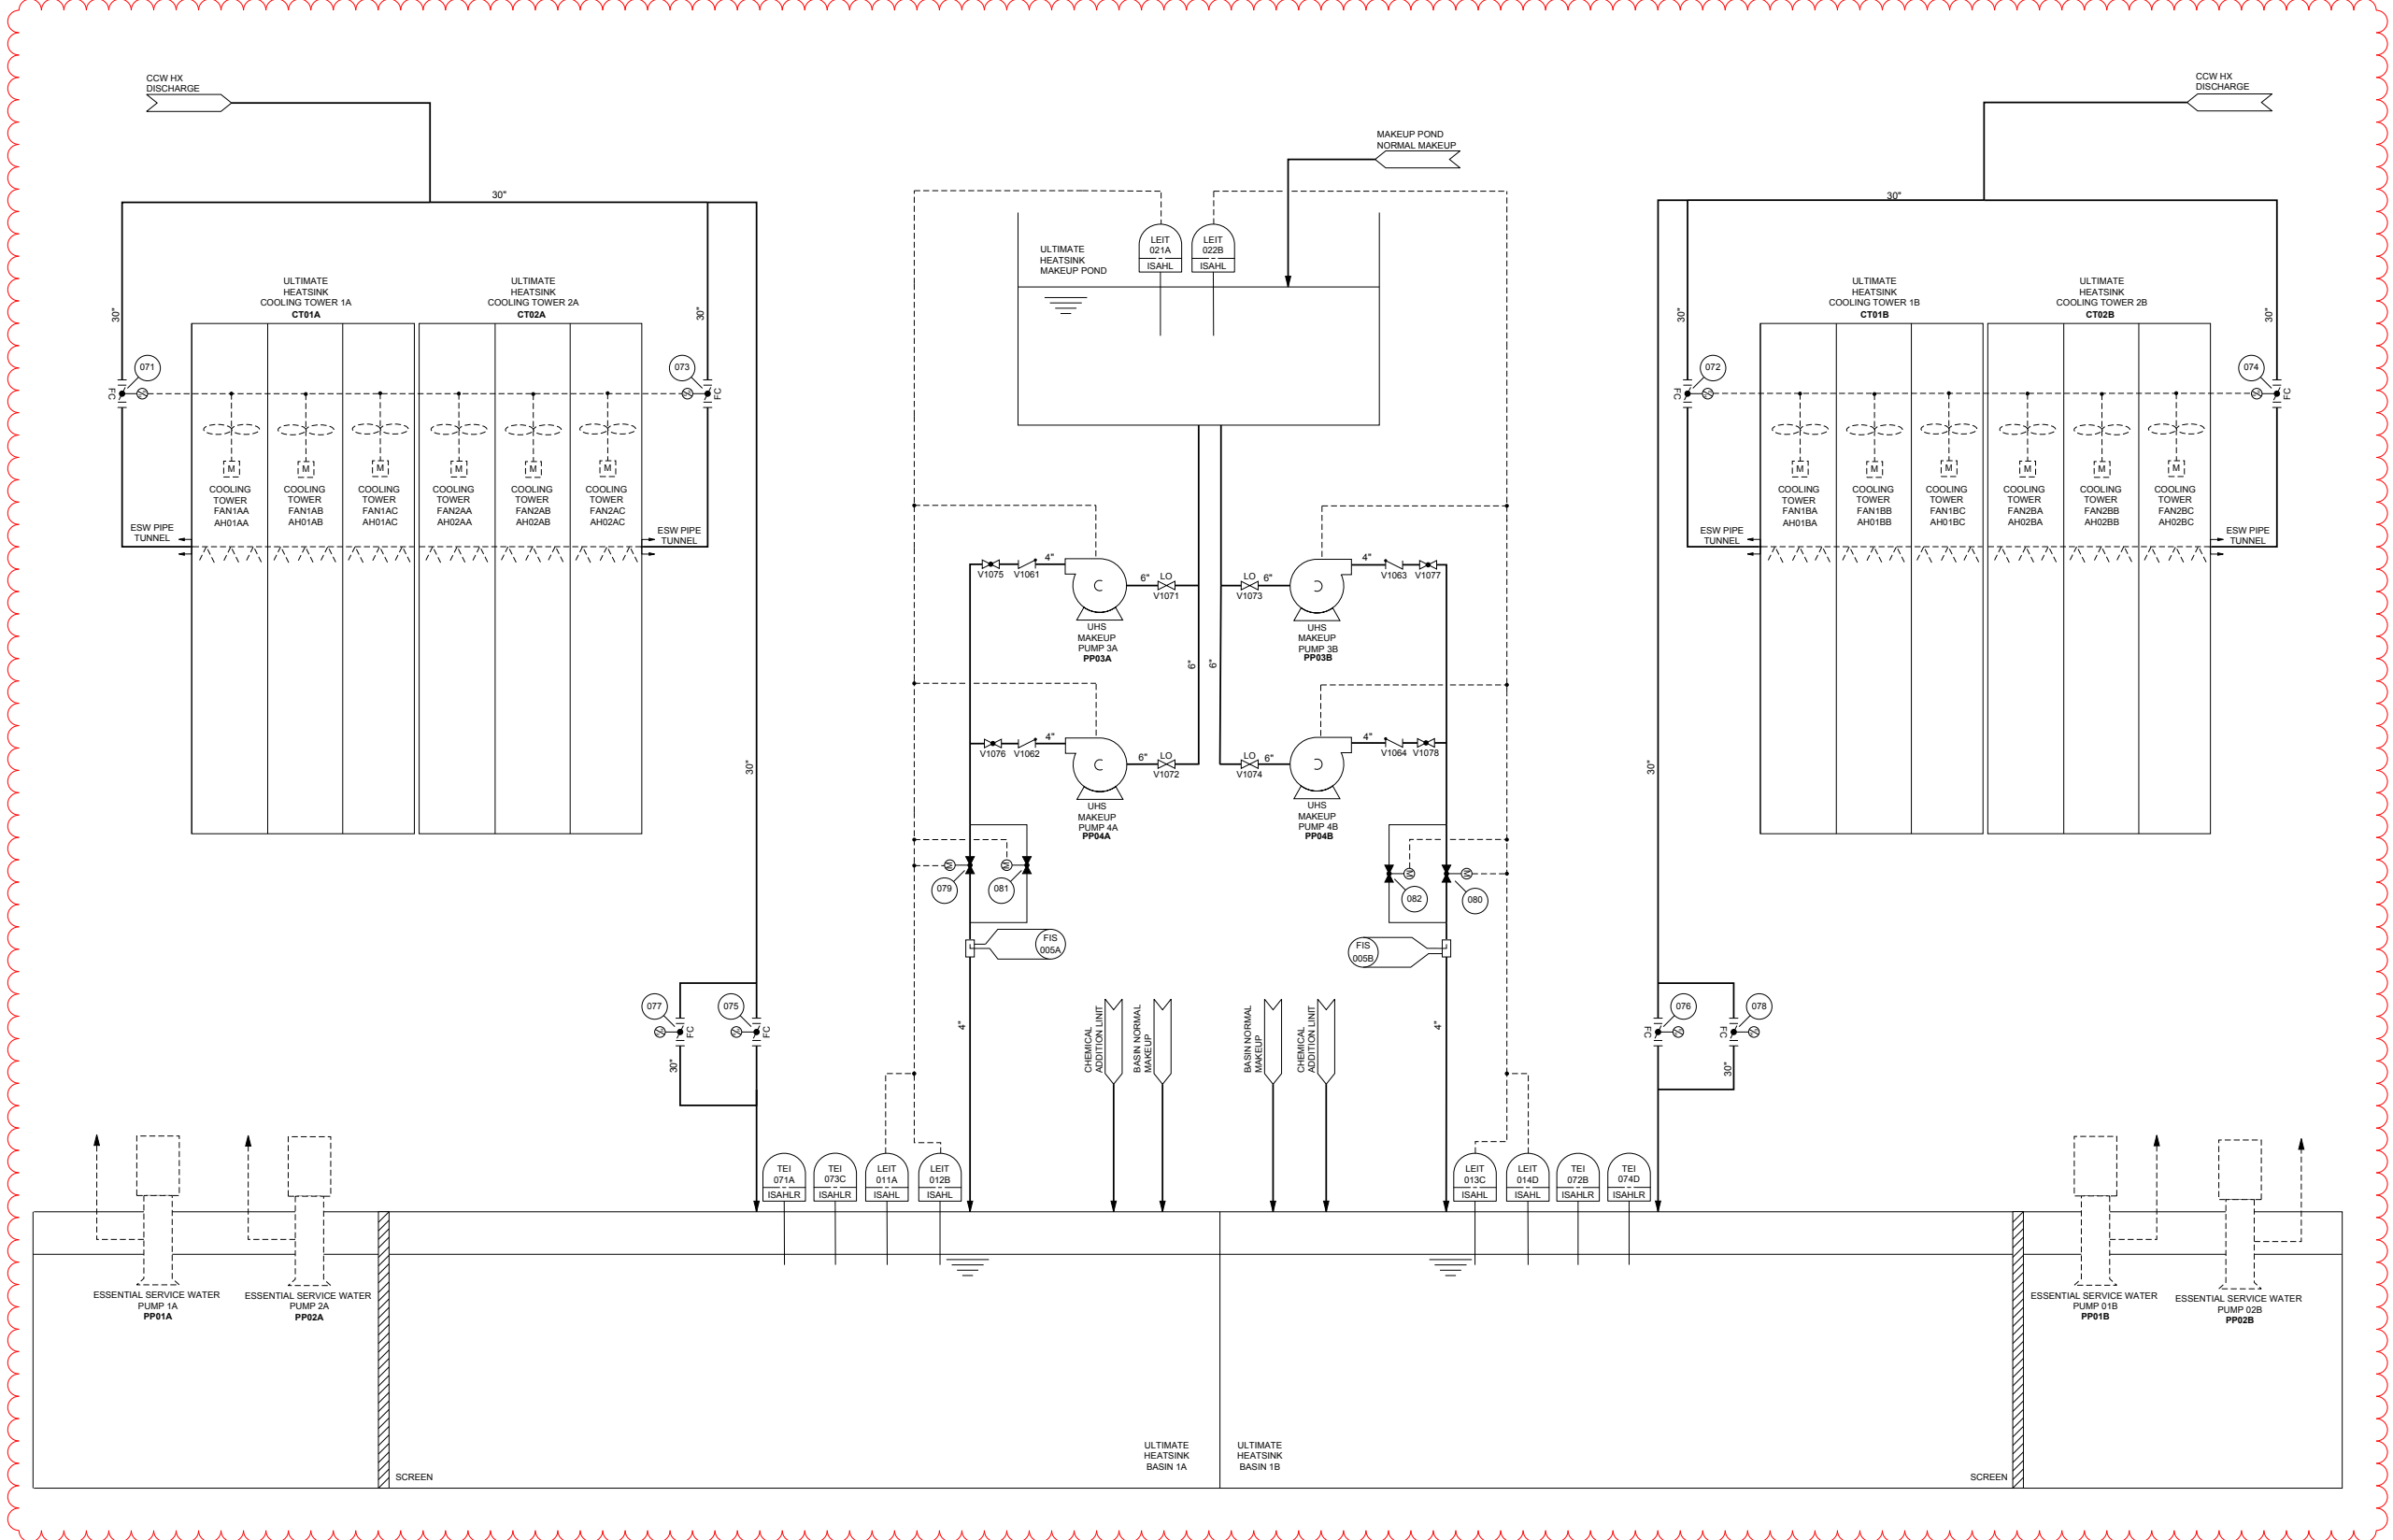 CCW HX
DISCHARGE
CCW HX
DISCHARGE
MAKEUP POND
NORMAL MAKEUP
30"
30"
LEIT
021A
ISAHL
LEIT
022B
ISAHL
ULTIMATE
HEATSINK
MAKEUP POND
ULTIMATE
HEATSINK
COOLING TOWER 1A
CT01A
ULTIMATE
HEATSINK
COOLING TOWER 2A
CT02A
ULTIMATE
HEATSINK
COOLING TOWER 1B
CT01B
ULTIMATE
HEATSINK
COOLING TOWER 2B
CT02B
30"
30"
30"
30"
071
FC
073
FC
072
FC
074
FC
M
M
M
M
M
M
M
M
M
M
M
M
COOLING
TOWER
FAN1AA
AH01AA
COOLING
TOWER
FAN1AB
AH01AB
COOLING
TOWER
FAN1AC
AH01AC
COOLING
TOWER
FAN2AA
AH02AA
COOLING
TOWER
FAN2AB
AH02AB
COOLING
TOWER
FAN2AC
AH02AC
COOLING
TOWER
FAN1BA
AH01BA
COOLING
TOWER
FAN1BB
AH01BB
COOLING
TOWER
FAN1BC
AH01BC
COOLING
TOWER
FAN2BA
AH02BA
COOLING
TOWER
FAN2BB
AH02BB
COOLING
TOWER
FAN2BC
AH02BC
ESW PIPE
TUNNEL
ESW PIPE
TUNNEL
ESW PIPE
TUNNEL
ESW PIPE
TUNNEL
V1075
V1061
4"
C
6"
LO
V1071
UHS
MAKEUP
PUMP 3A
PP03A
LO
V1073
6"
C
4"
V1063
V1077
UHS
MAKEUP
PUMP 3B
PP03B
6"
6"
V1076
V1062
4"
C
6"
LO
V1072
UHS
MAKEUP
PUMP 4A
PP04A
LO
V1074
6"
C
4"
V1064
V1078
UHS
MAKEUP
PUMP 4B
PP04B
30"
30"
M
079
M
081
M
082
M
080
FIS
005A
FIS
005B
077
FC
075
FC
30"
4"
CHEMICAL
ADDITION LINIT
BASIN NORMAL
MAKEUP
BASIN NORMAL
MAKEUP
CHEMICAL
ADDITION LINIT
4"
076
FC
078
FC
30"
TEI
071A
ISAHLR
TEI
073C
ISAHLR
LEIT
011A
ISAHL
LEIT
012B
ISAHL
LEIT
013C
ISAHL
LEIT
014D
ISAHL
TEI
072B
ISAHLR
TEI
074D
ISAHLR
ESSENTIAL SERVICE WATER
PUMP 1A
PP01A
ESSENTIAL SERVICE WATER
PUMP 2A
PP02A
ESSENTIAL SERVICE WATER
PUMP 01B
PP01B
ESSENTIAL SERVICE WATER
PUMP 02B
PP02B
SCREEN
ULTIMATE
HEATSINK
BASIN 1A
ULTIMATE
HEATSINK
BASIN 1B
SCREEN